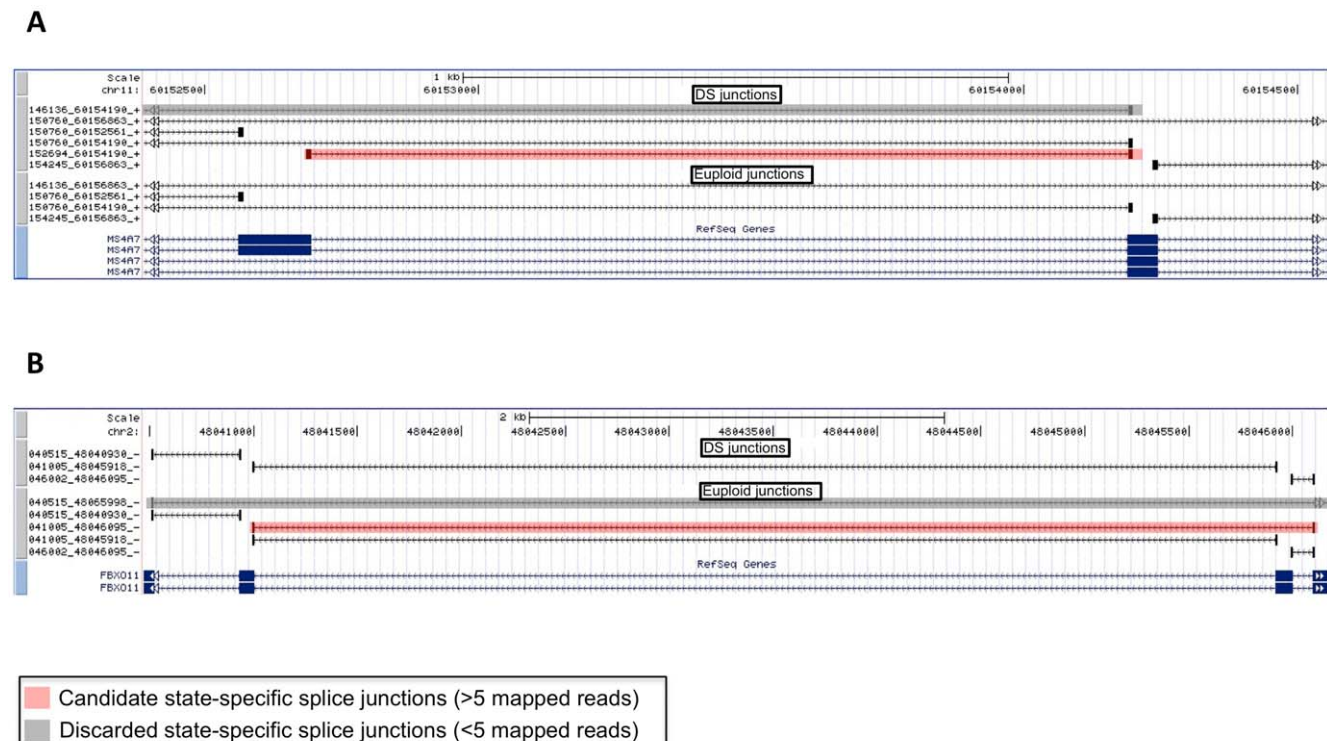 A
Scale 1 kb
chr11: 60152500| 60153000| 60154000| 60154500|
DS junctions
146136_60154190_+
150760_60156863_+
150760_60152561_+
150760_60154190_+
152694_60154190_+
154245_60156863_+
Euploid junctions
146136_60156863_+
150760_60152561_+
150760_60154190_+
154245_60156863_+
RefSeq Genes
MS4A7
MS4A7
MS4A7
MS4A7
B
Scale 2 kb
chr2: | 48041000| 48041500| 48042000| 48042500| 48043000| 48043500| 48044000| 48044500| 48045000| 48045500| 48046000|
DS junctions
040515_48040930_-
041005_48045918_-
046002_48046095_-
Euploid junctions
040515_48065998_-
040515_48040930_-
041005_48046095_-
041005_48045918_-
046002_48046095_-
RefSeq Genes
FBXO11
FBXO11
Candidate state-specific splice junctions (>5 mapped reads)
Discarded state-specific splice junctions (<5 mapped reads)